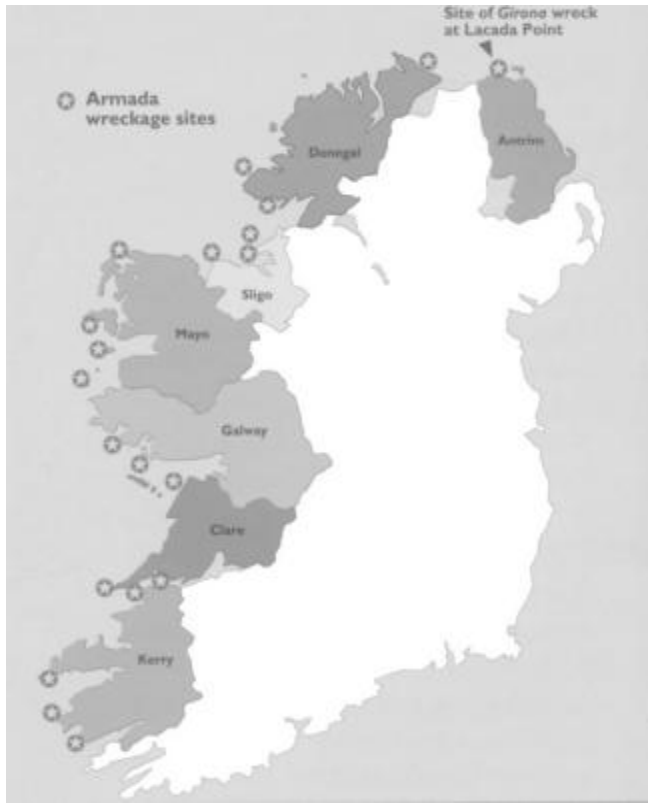 Site of Girona wreck
at Lacada Point
Armada
wreckage sites
Donegal
Antrim
Sligo
Mayo
Galway
Clare
Kerry